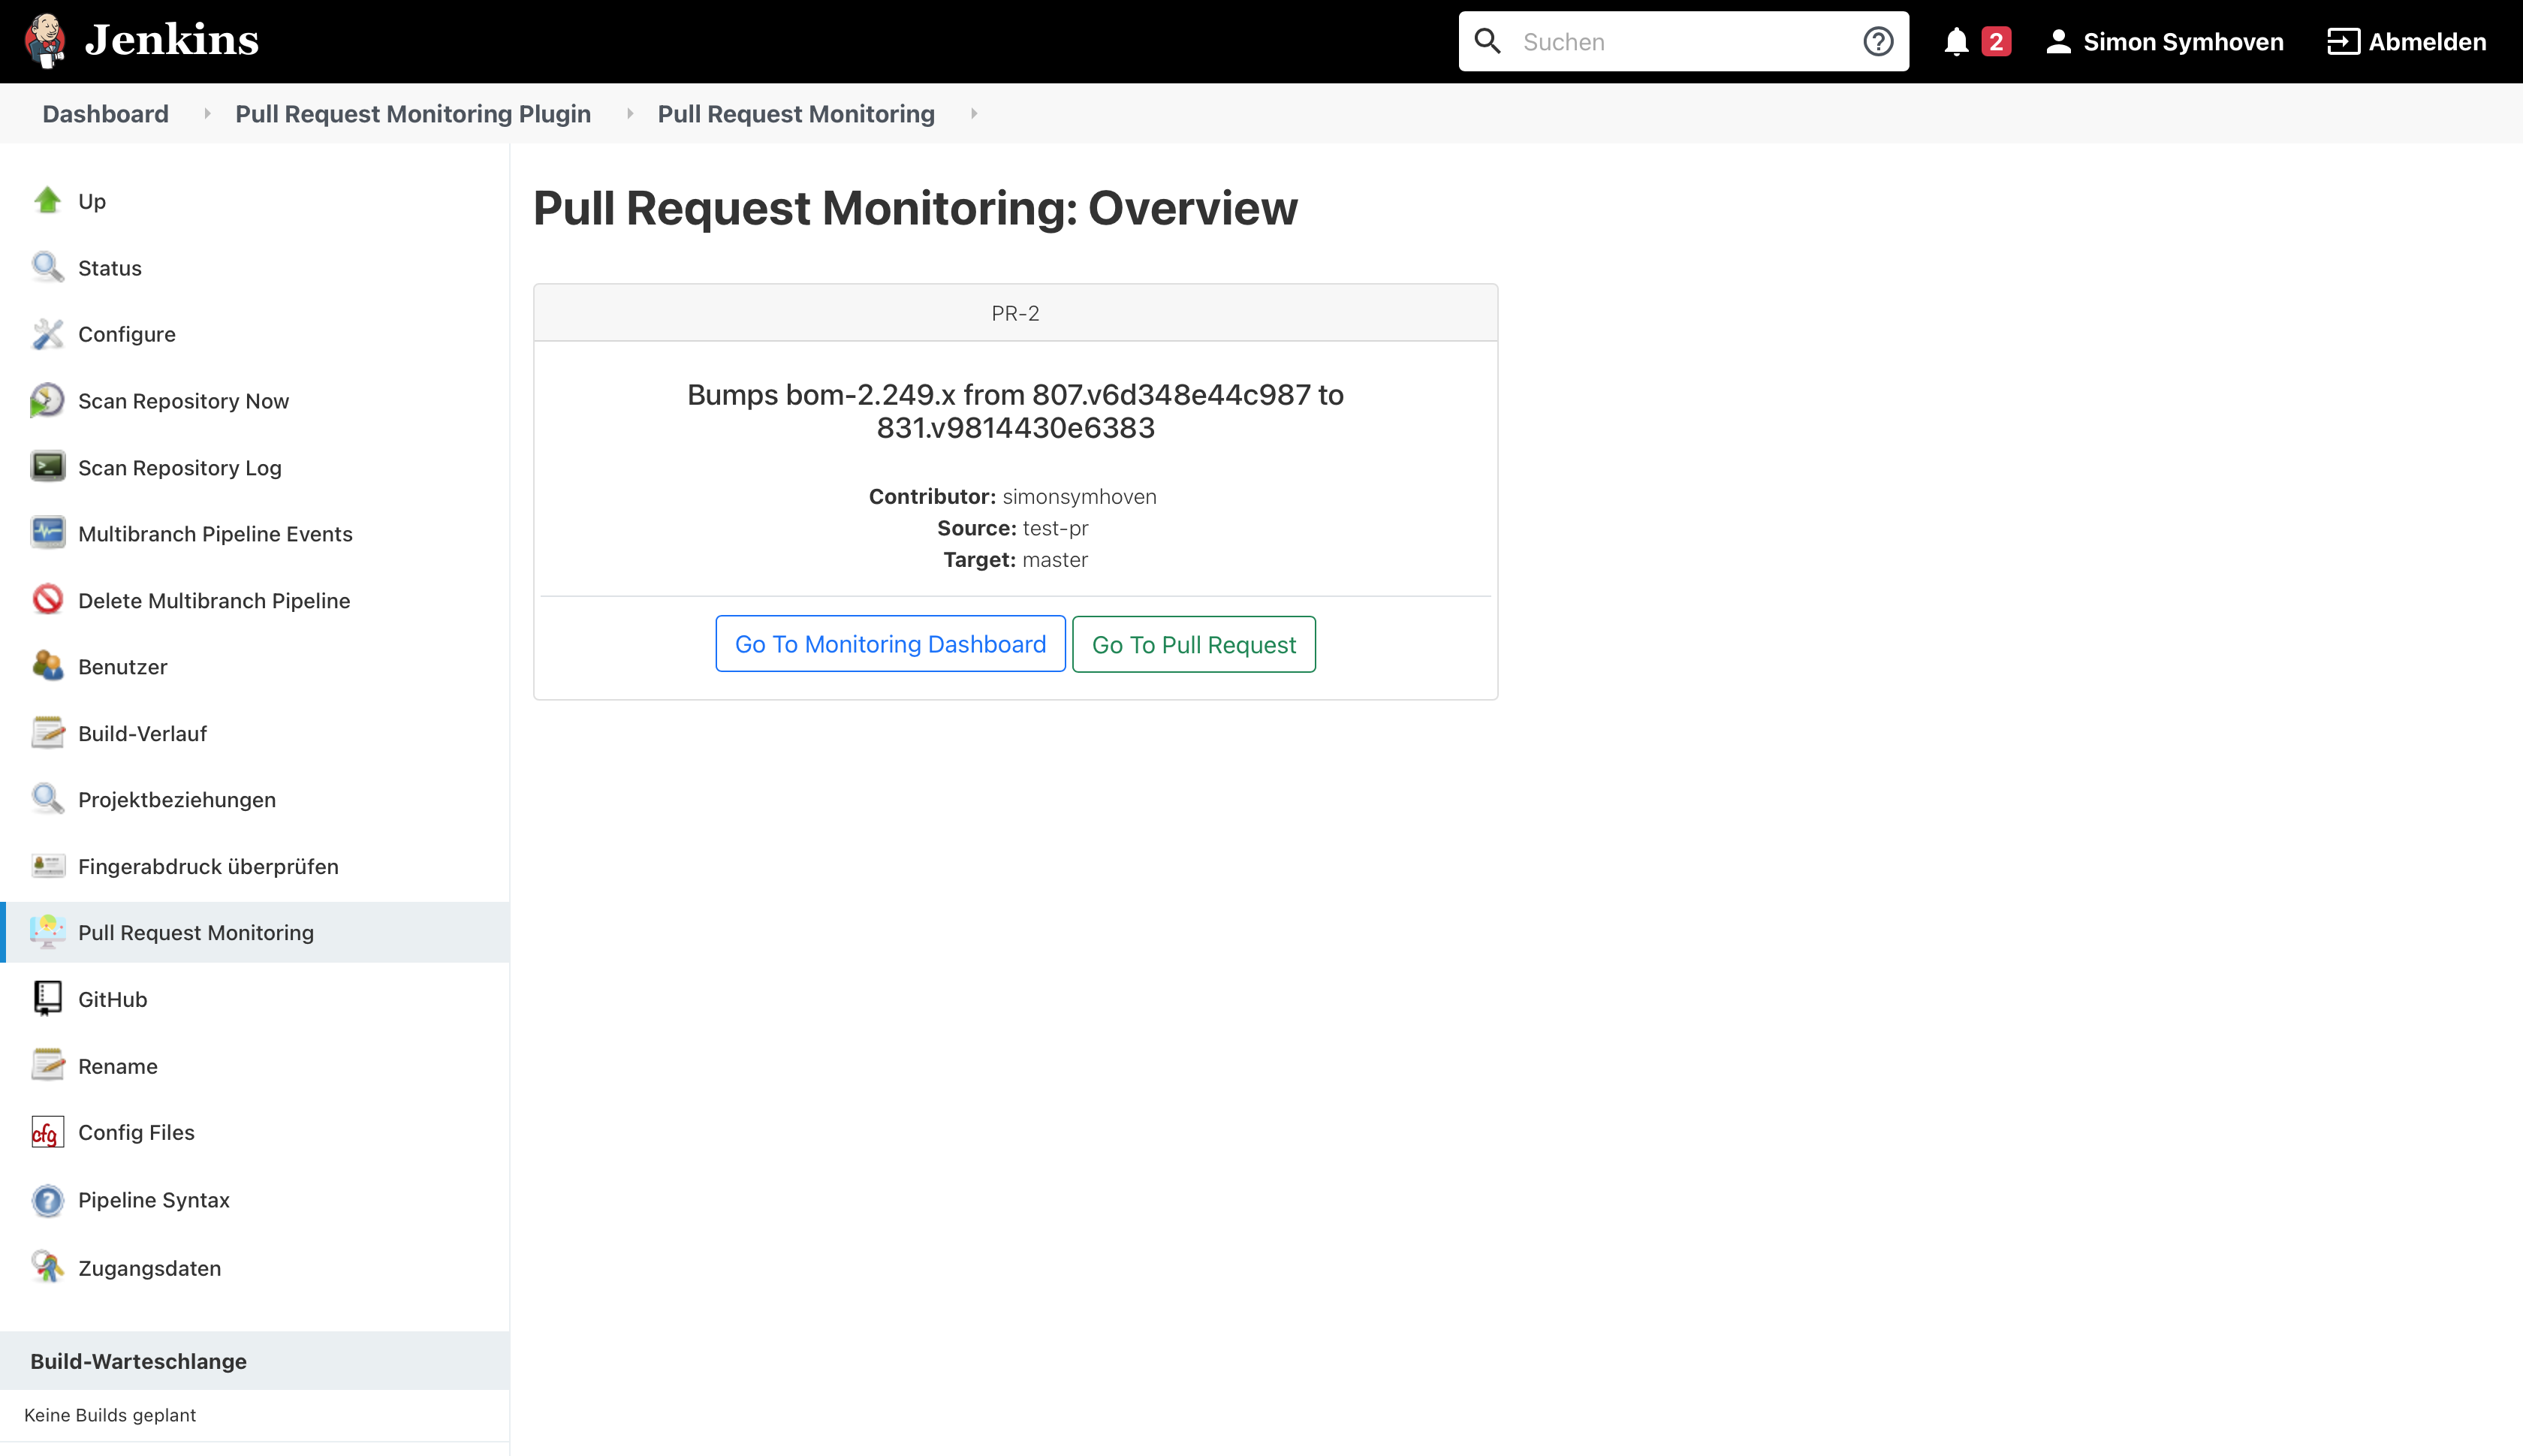 Jenkins
Suchen
2
Simon Symhoven
Abmelden
Dashboard
Pull Request Monitoring Plugin
Pull Request Monitoring
Up
Status
Configure
Scan Repository Now
Scan Repository Log
Multibranch Pipeline Events
Delete Multibranch Pipeline
Benutzer
Build-Verlauf
Projektbeziehungen
Fingerabdruck überprüfen
Pull Request Monitoring
GitHub
Rename
cfg
Config Files
Pipeline Syntax
Zugangsdaten
Build-Warteschlange
Keine Builds geplant
Pull Request Monitoring: Overview
PR-2
Bumps bom-2.249.x from 807.v6d348e44c987 to
831.v9814430e6383
Contributor: simonsymhoven
Source: test-pr
Target: master
Go To Monitoring Dashboard
Go To Pull Request